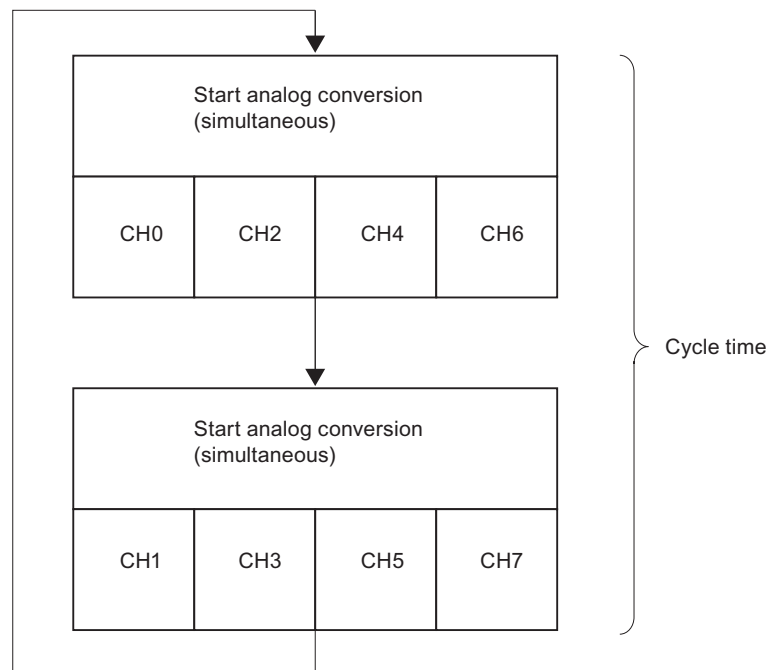 Start analog conversion
(simultaneous)
CH0 CH2 CH4 CH6
Cycle time
Start analog conversion
(simultaneous)
CH1 CH3 CH5 CH7